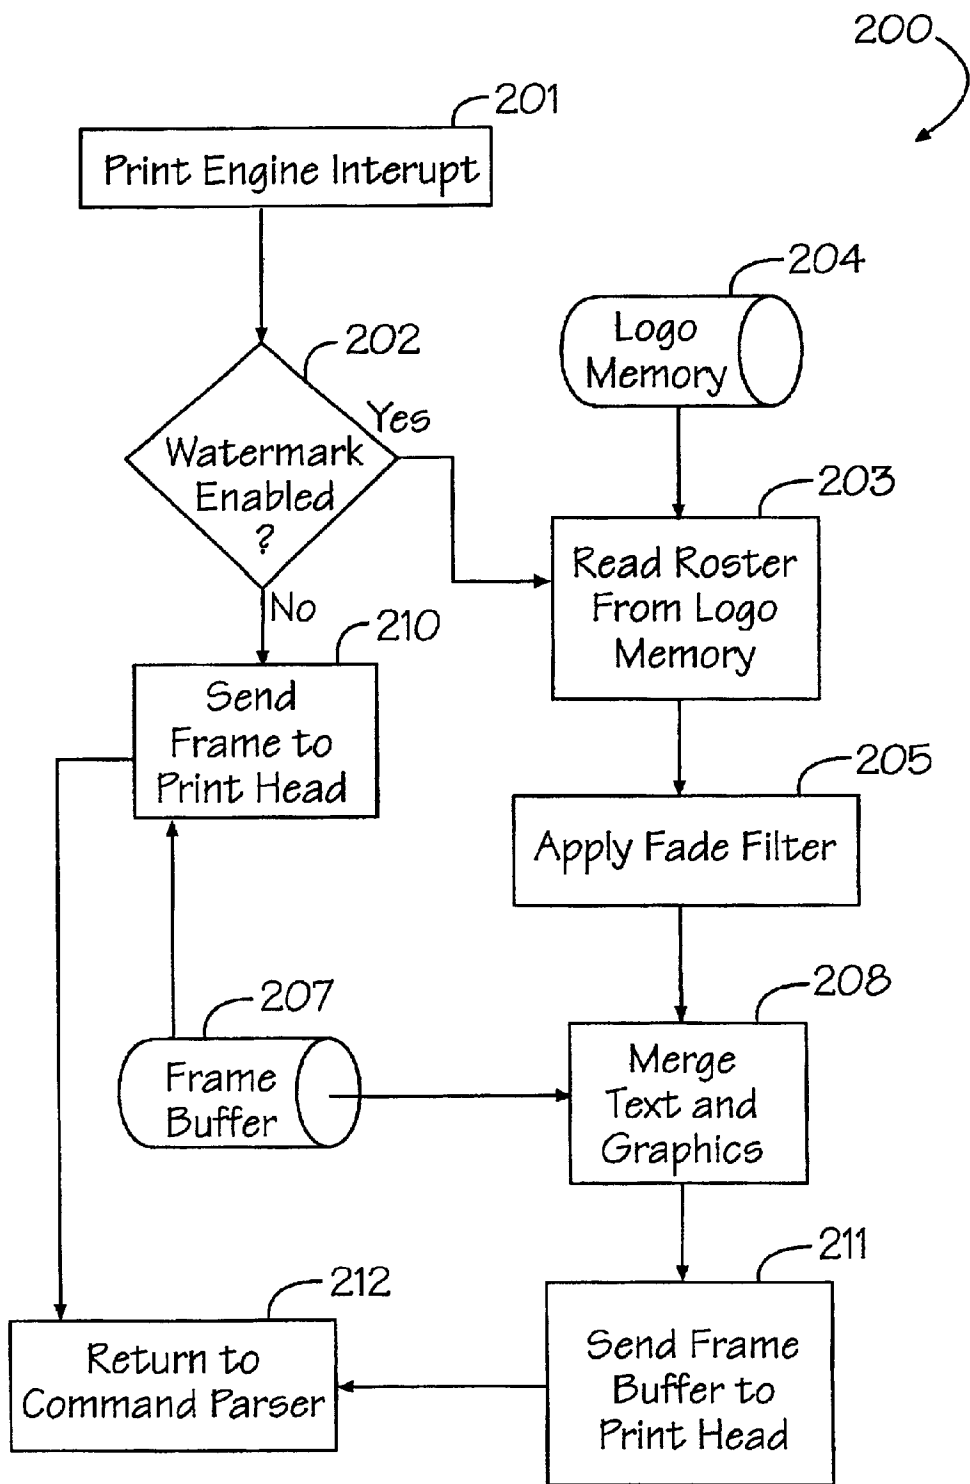 200
201
Print Engine Interupt
202
Watermark
Enabled
?
Yes
No
204
Logo
Memory
203
Read Roster
From Logo
Memory
210
Send
Frame to
Print Head
205
Apply Fade Filter
207
Frame
Buffer
208
Merge
Text and
Graphics
211
Send Frame
Buffer to
Print Head
212
Return to
Command Parser